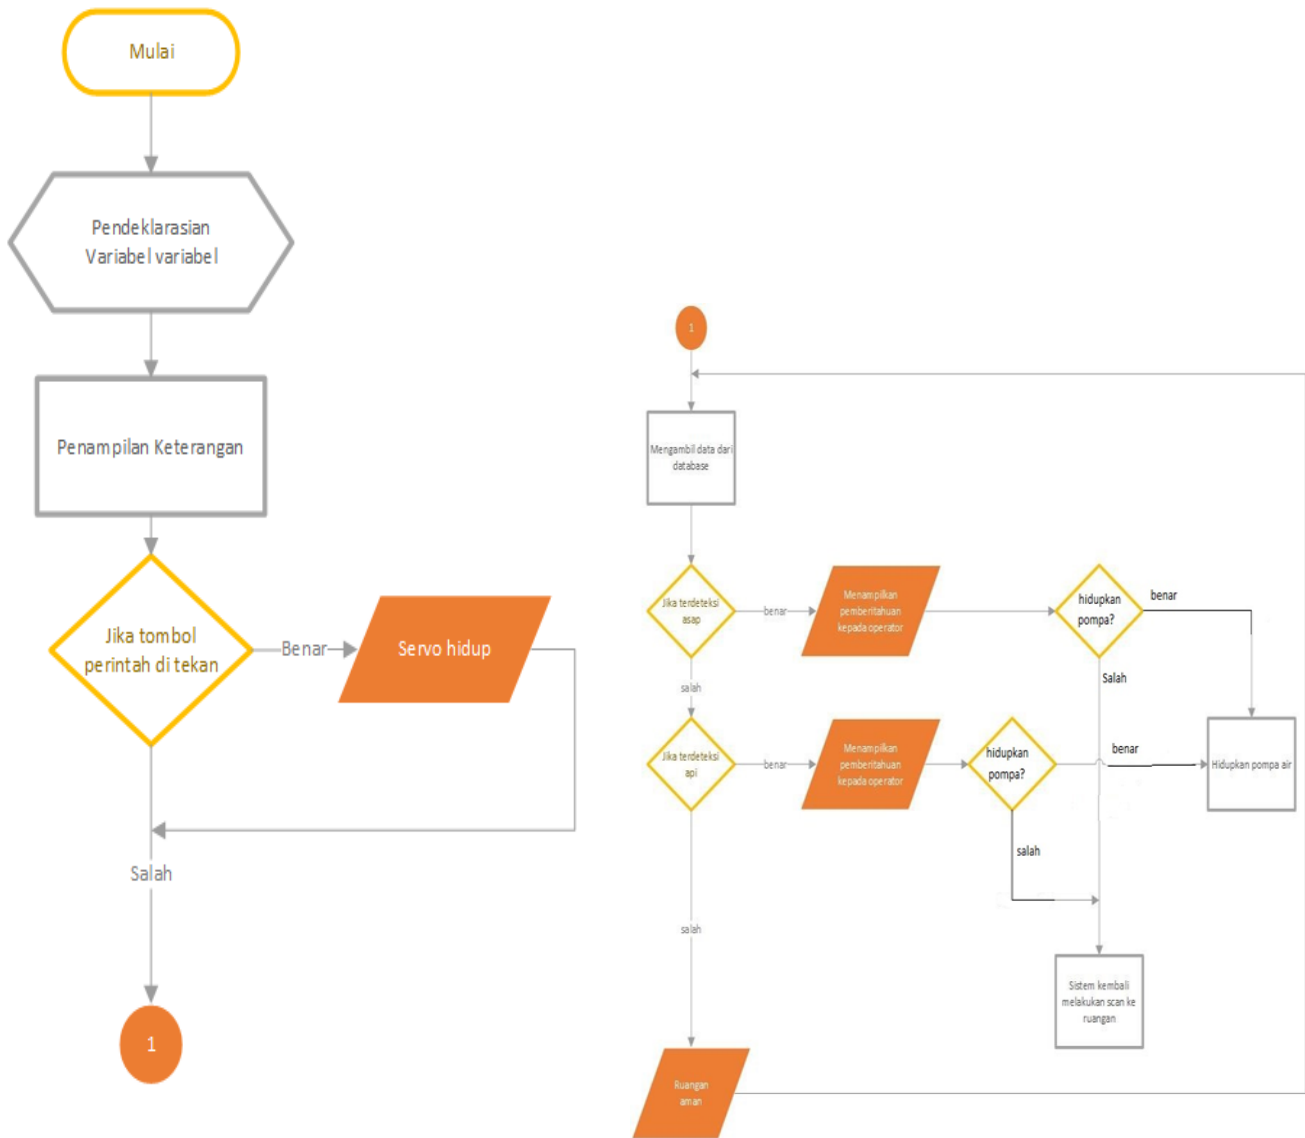 Mulai
Pendeklarasian
Variabel variabel
Penampilan Keterangan
Jika tombol
perintah di tekan
Benar
Servo hidup
Salah
1
1
Mengambil data dari
database
Jika terdeteksi
asap
benar
Menampilkan
pemberitahuan
kepada operator
hidupkan
pompa?
benar
Salah
salah
Jika terdeteksi
api
benar
Menampilkan
pemberitahuan
kepada operator
hidupkan
pompa?
benar
Hidupkan pompa air
salah
salah
Sistem kembali
melakukan scan ke
ruangan
Ruangan
aman